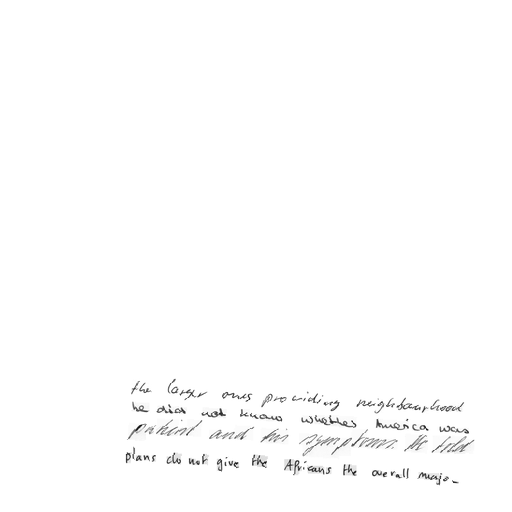 the larger ones providing neighbourhood
he did not know whether America was
patient and his symptoms. He told
plans do not give the Africans the overall majo-